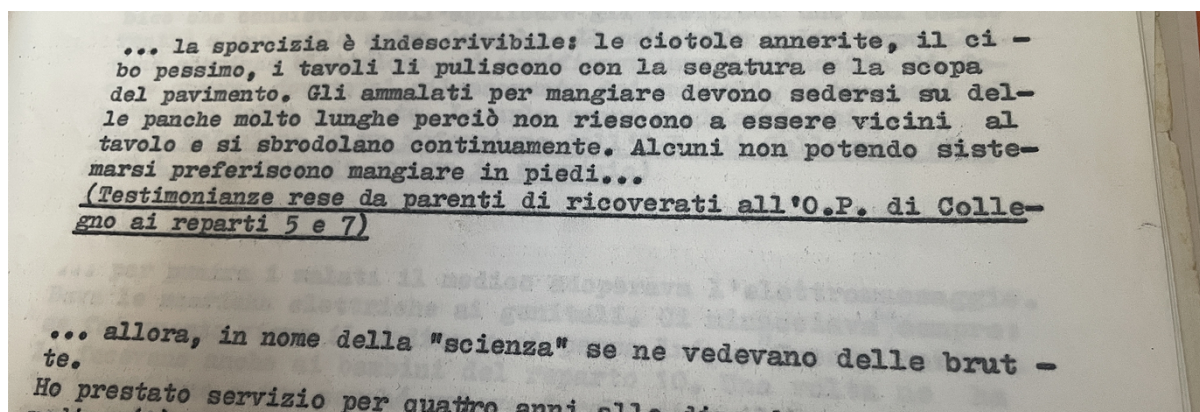 ... la sporcizia è indescrivibile: le ciotole annerite, il ci -
bo pessimo, i tavoli li puliscono con la segatura e la scopa
del pavimento. Gli ammalati per mangiare devono sedersi su del-
le panche molto lunghe perciò non riescono a essere vicini al
tavolo e si sbrodolano continuamente. Alcuni non potendo siste-
marsi preferiscono mangiare in piedi...
(Testimonianze rese da parenti di ricoverati all'O.P. di Colle-
gno ai reparti 5 e 7)
... allora, in nome della "scienza" se ne vedevano delle brut -
te.
Ho prestato servizio per quattro anni